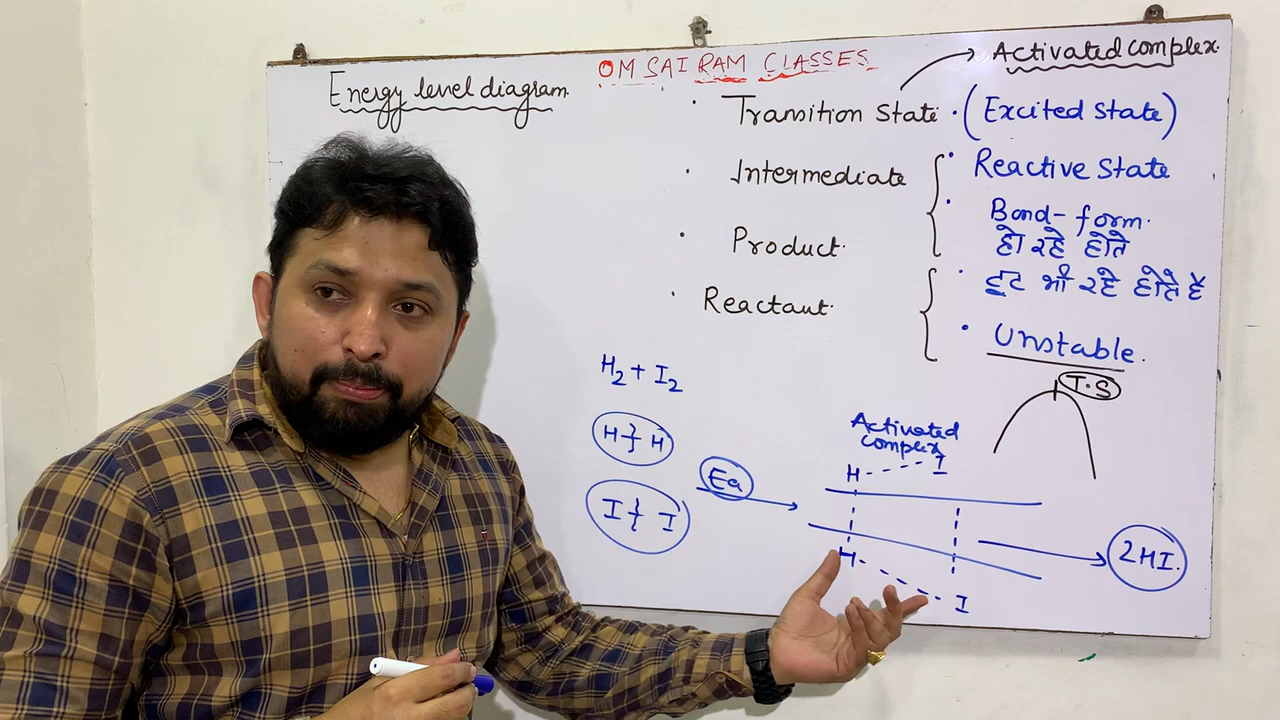 OM SAI RAM CLASSES
Energy level diagram
Activated complex.
Transition State
(Excited State)
Intermediate
Reactive State
Bond-form.
हो रहे होते
Product.
टूट भी रहे होते हैं
Reactant.
Unstable.
T.S
H2 + I2
H H
I I
Ea
Activated
complex
H I
H I
2HI.